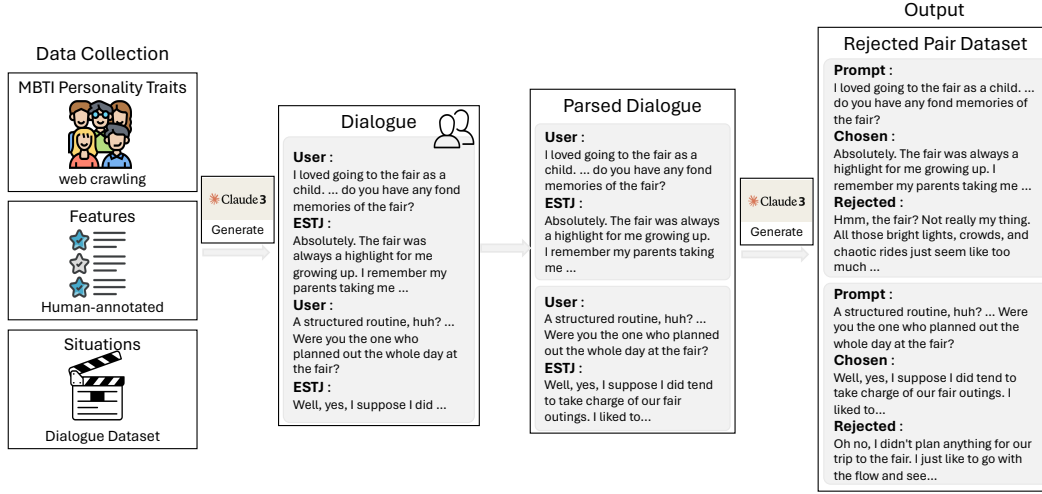 Output
Data Collection
MBTI Personality Traits
web crawling
Features
Human-annotated
Situations
Dialogue Dataset
Claude 3
Generate
Dialogue
User :
I loved going to the fair as a
child. ... do you have any fond
memories of the fair?
ESTJ :
Absolutely. The fair was
always a highlight for me
growing up. I remember my
parents taking me ...
User :
A structured routine, huh? ...
Were you the one who
planned out the whole day at
the fair?
ESTJ :
Well, yes, I suppose I did ...
Parsed Dialogue
User :
I loved going to the fair as a
child. ... do you have any fond
memories of the fair?
ESTJ :
Absolutely. The fair was always
a highlight for me growing up.
I remember my parents taking
me ...
User :
A structured routine, huh? ...
Were you the one who planned
out the whole day at the fair?
ESTJ :
Well, yes, I suppose I did tend
to take charge of our fair
outings. I liked to...
Claude 3
Generate
Rejected Pair Dataset
Prompt :
I loved going to the fair as a child. ...
do you have any fond memories of
the fair?
Chosen :
Absolutely. The fair was always a
highlight for me growing up. I
remember my parents taking me ...
Rejected :
Hmm, the fair? Not really my thing.
All those bright lights, crowds, and
chaotic rides just seem like too
much ...
Prompt :
A structured routine, huh? ... Were
you the one who planned out the
whole day at the fair?
Chosen :
Well, yes, I suppose I did tend to
take charge of our fair outings. I
liked to...
Rejected :
Oh no, I didn't plan anything for our
trip to the fair. I just like to go with
the flow and see...